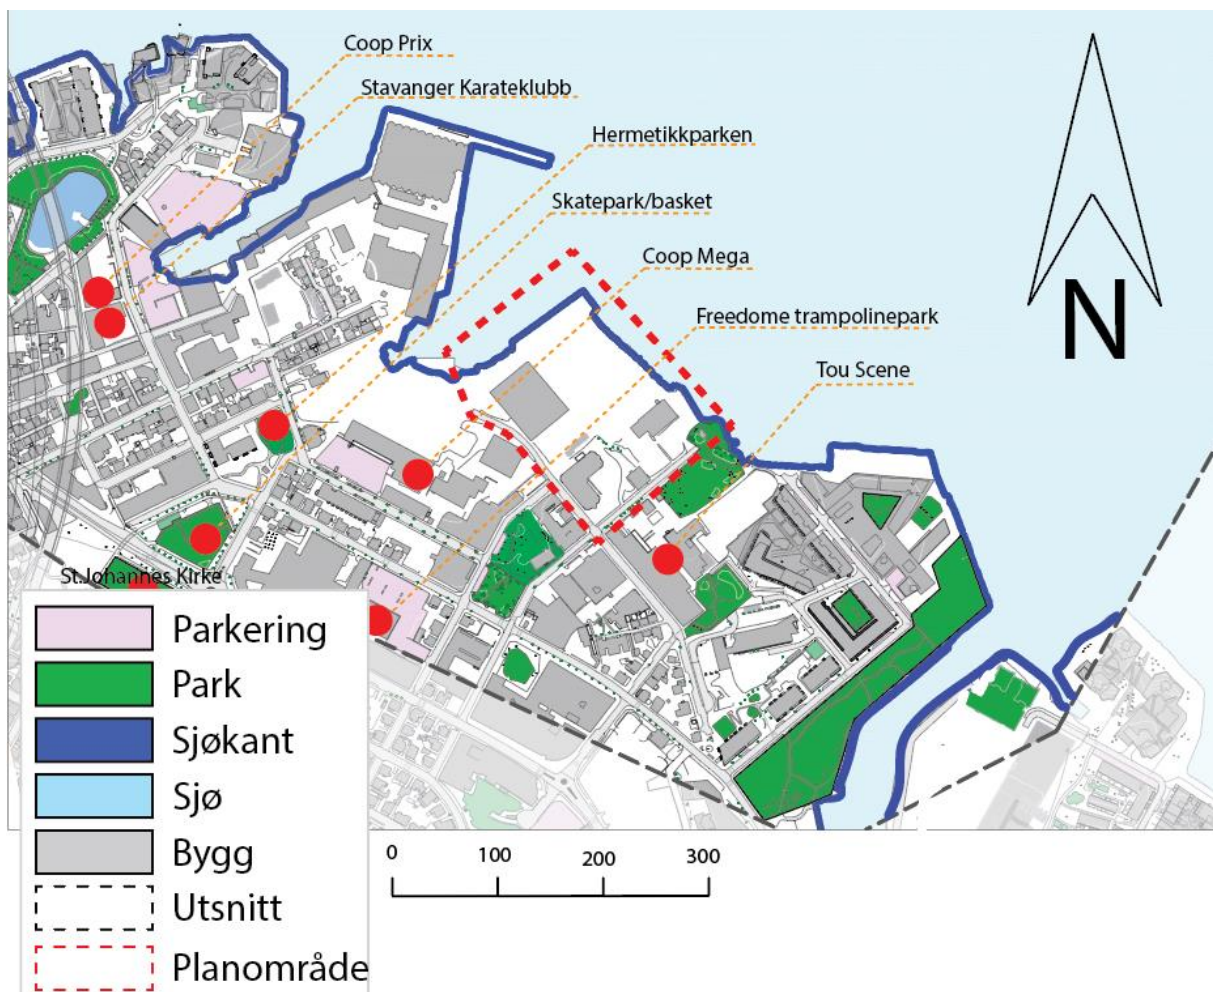 Coop Prix
Stavanger Karateklubb
Hermetikkparken
Skatepark/basket
Coop Mega
Freedome trampolinepark
Tou Scene
N
St.Johannes Kirke
Parkering
Park
Sjøkant
Sjø
Bygg
Utsnitt
Planområde
0 100 200 300